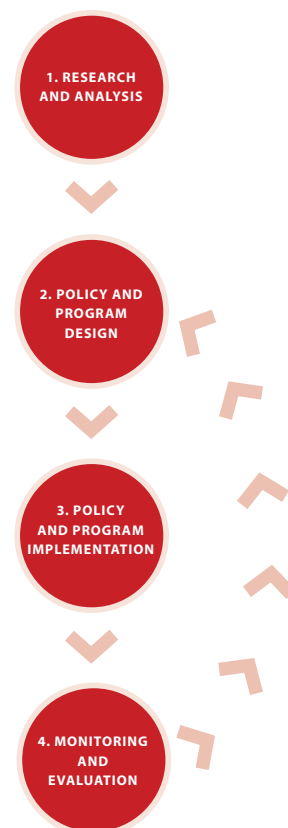 1. RESEARCH
AND ANALYSIS
2. POLICY AND
PROGRAM
DESIGN
3. POLICY
AND PROGRAM
IMPLEMENTATION
4. MONITORING
AND
EVALUATION